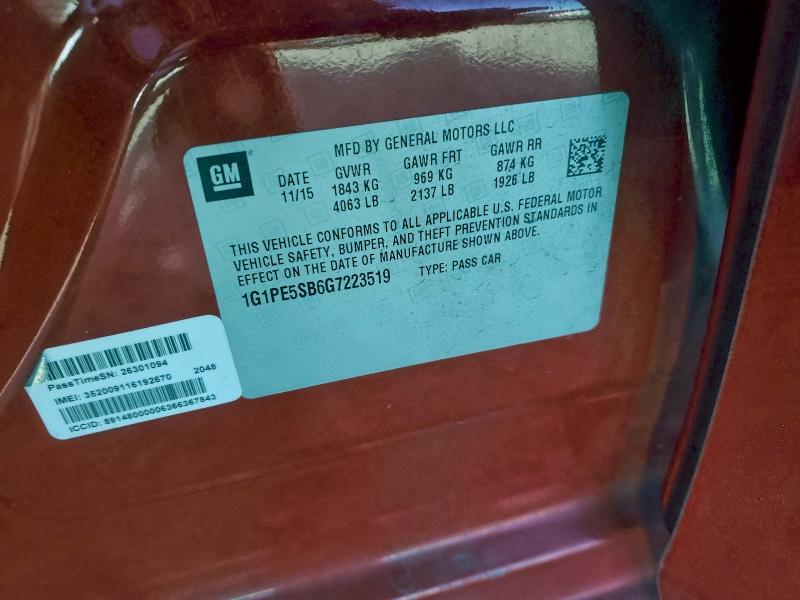 GM
MFD BY GENERAL MOTORS LLC
DATE GVWR GAWR FRT GAWR RR
11/15 1843 KG 969 KG 874 KG
4063 LB 2137 LB 1926 LB
THIS VEHICLE CONFORMS TO ALL APPLICABLE U.S. FEDERAL MOTOR
VEHICLE SAFETY, BUMPER, AND THEFT PREVENTION STANDARDS IN
EFFECT ON THE DATE OF MANUFACTURE SHOWN ABOVE.
1G1PE5SB6G7223519 TYPE: PASS CAR
PassTimeSN: 26301094
IMEI: 352009116192670 2048
ICCID: 89148000006366367843